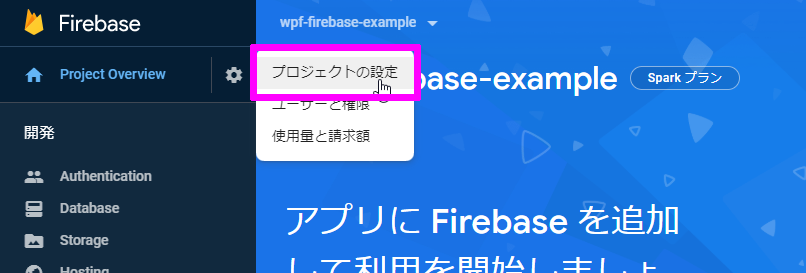 Firebase
wpf-firebase-example
Project Overview
プロジェクトの設定
base-example
Spark プラン
ユーザーと権限
使用量と請求額
開発
Authentication
Database
Storage
Hosting
アプリに Firebase を追加
して利用を開始しましょ